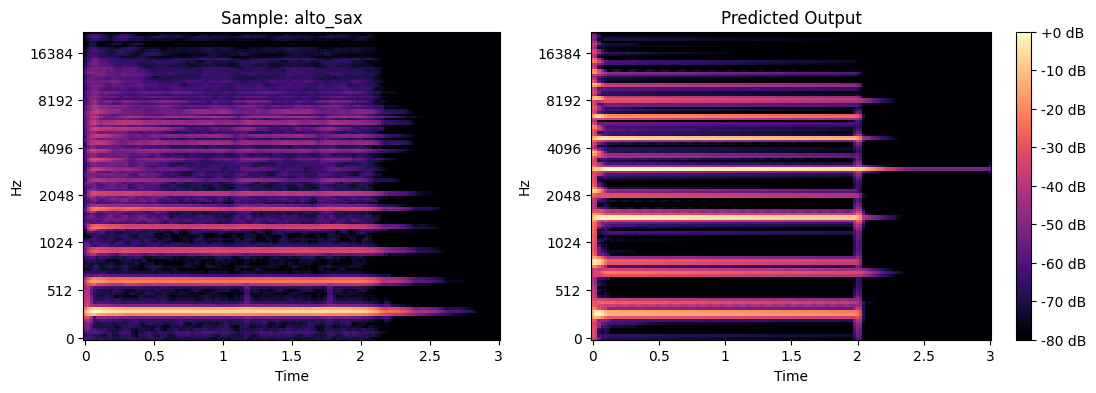 Sample: alto_sax
Hz
16384
8192
4096
2048
1024
512
0
0
0.5
1
1.5
2
2.5
3
Time
Predicted Output
Hz
16384
8192
4096
2048
1024
512
0
0
0.5
1
1.5
2
2.5
3
Time
+0 dB
-10 dB
-20 dB
-30 dB
-40 dB
-50 dB
-60 dB
-70 dB
-80 dB